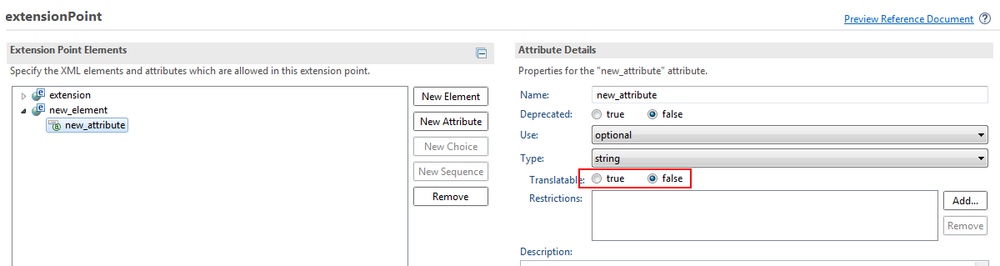 extensionPoint
Preview Reference Document
Extension Point Elements
Specify the XML elements and attributes which are allowed in this extension point.
extension
new_element
new_attribute
New Element
New Attribute
New Choice
New Sequence
Remove
Attribute Details
Properties for the "new_attribute" attribute.
Name: new_attribute
Deprecated: true false
Use: optional
Type: string
Translatable: true false
Restrictions:
Add...
Remove
Description: